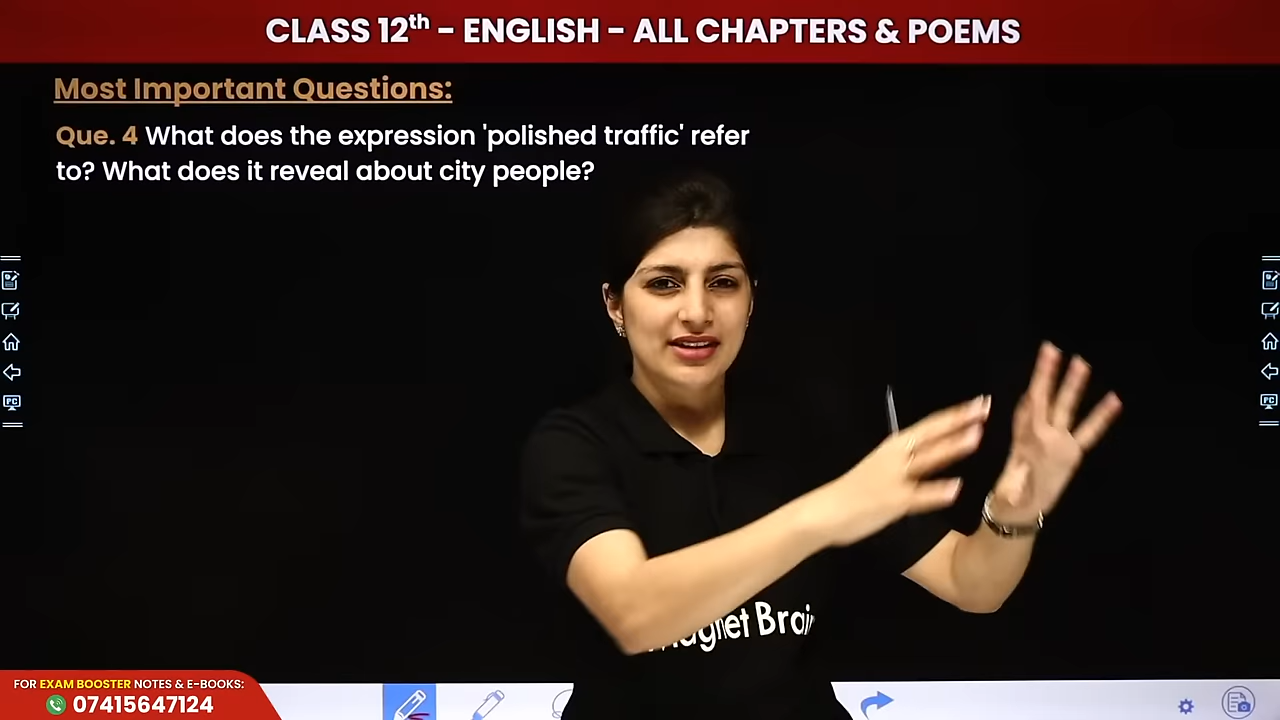 CLASS 12th - ENGLISH - ALL CHAPTERS & POEMS
Most Important Questions:
Que. 4 What does the expression 'polished traffic' refer
to? What does it reveal about city people?
Magnet Brai
FOR EXAM BOOSTER NOTES & E-BOOKS:
07415647124